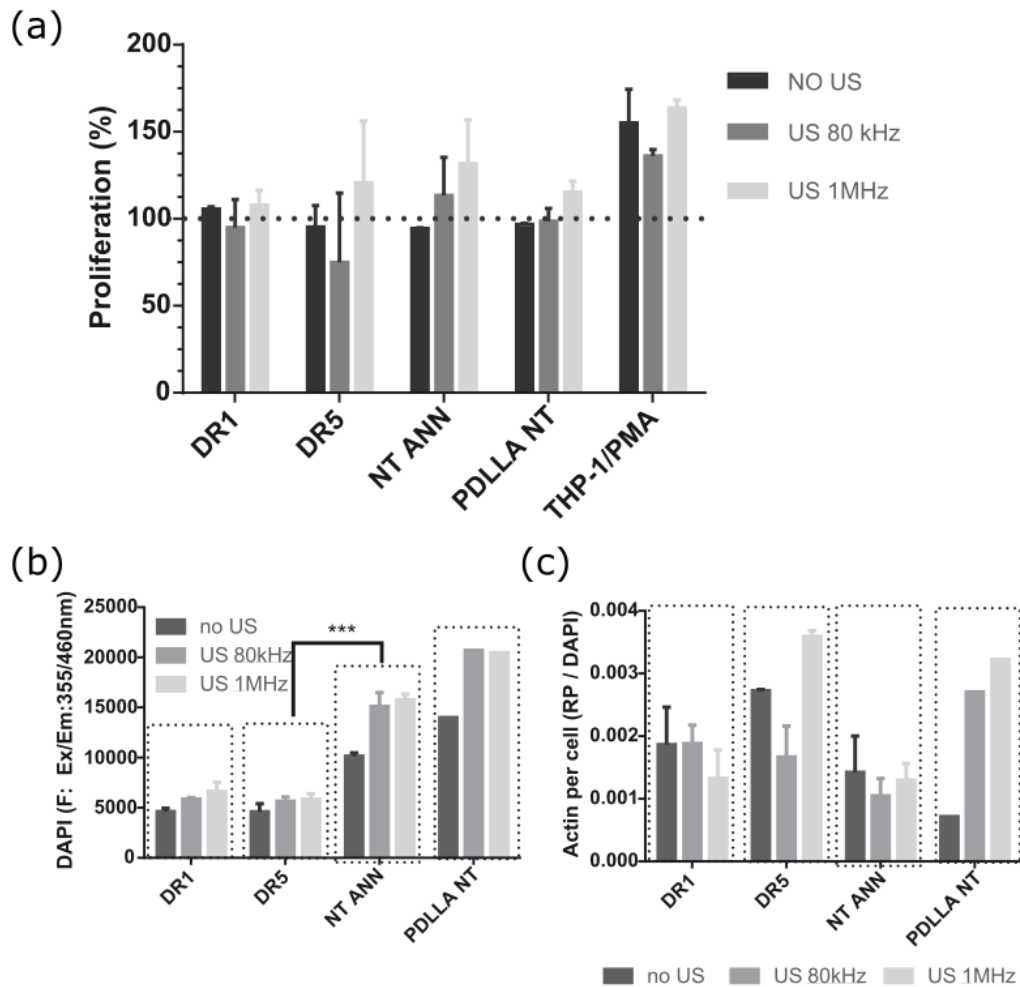 (a)
Proliferation (%)
200
150
100
50
0
NO US
US 80 kHz
US 1MHz
DR1
DR5
NT ANN
PDLLA NT
THP-1/PMA
(b)
DAPI (F: Ex/Em:355/460nm)
25000
20000
15000
10000
5000
0
no US
US 80kHz
US 1MHz
***
DR1
DR5
NT ANN
PDLLA NT
(c)
Actin per cell (RP / DAPI)
0.004
0.003
0.002
0.001
0.000
DR1
DR5
NT ANN
PDLLA NT
no US US 80kHz US 1MHz